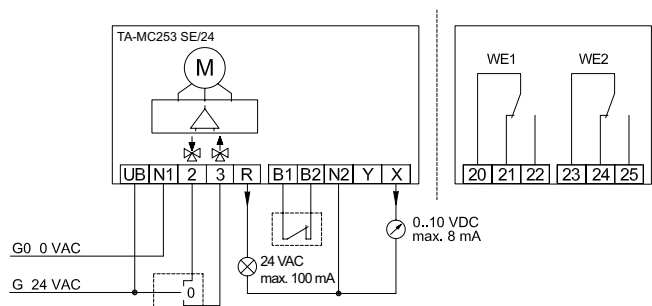 TA-MC253 SE/24
M
UB N1 2 3 R B1 B2 N2 Y X
G0 0 VAC
G 24 VAC
0
24 VAC
max. 100 mA
0..10 VDC
max. 8 mA
WE1 WE2
20 21 22 23 24 25